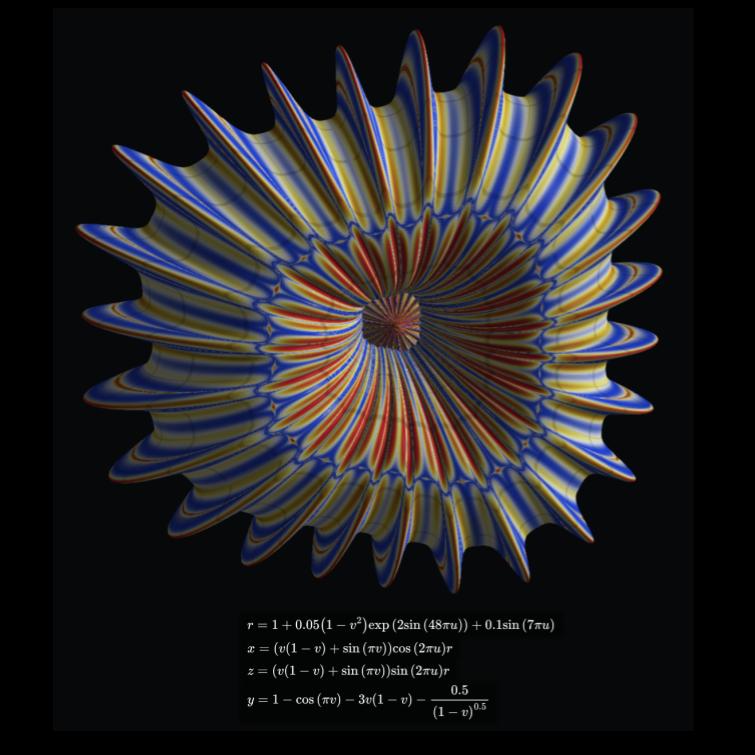 r = 1 + 0.05(1 − v²)exp (2sin (48πu)) + 0.1sin (7πu)
x = (v(1 − v) + sin (πv))cos (2πu)r
z = (v(1 − v) + sin (πv))sin (2πu)r
y = 1 − cos (πv) − 3v(1 − v) − 0.5 / (1 − v)^0.5